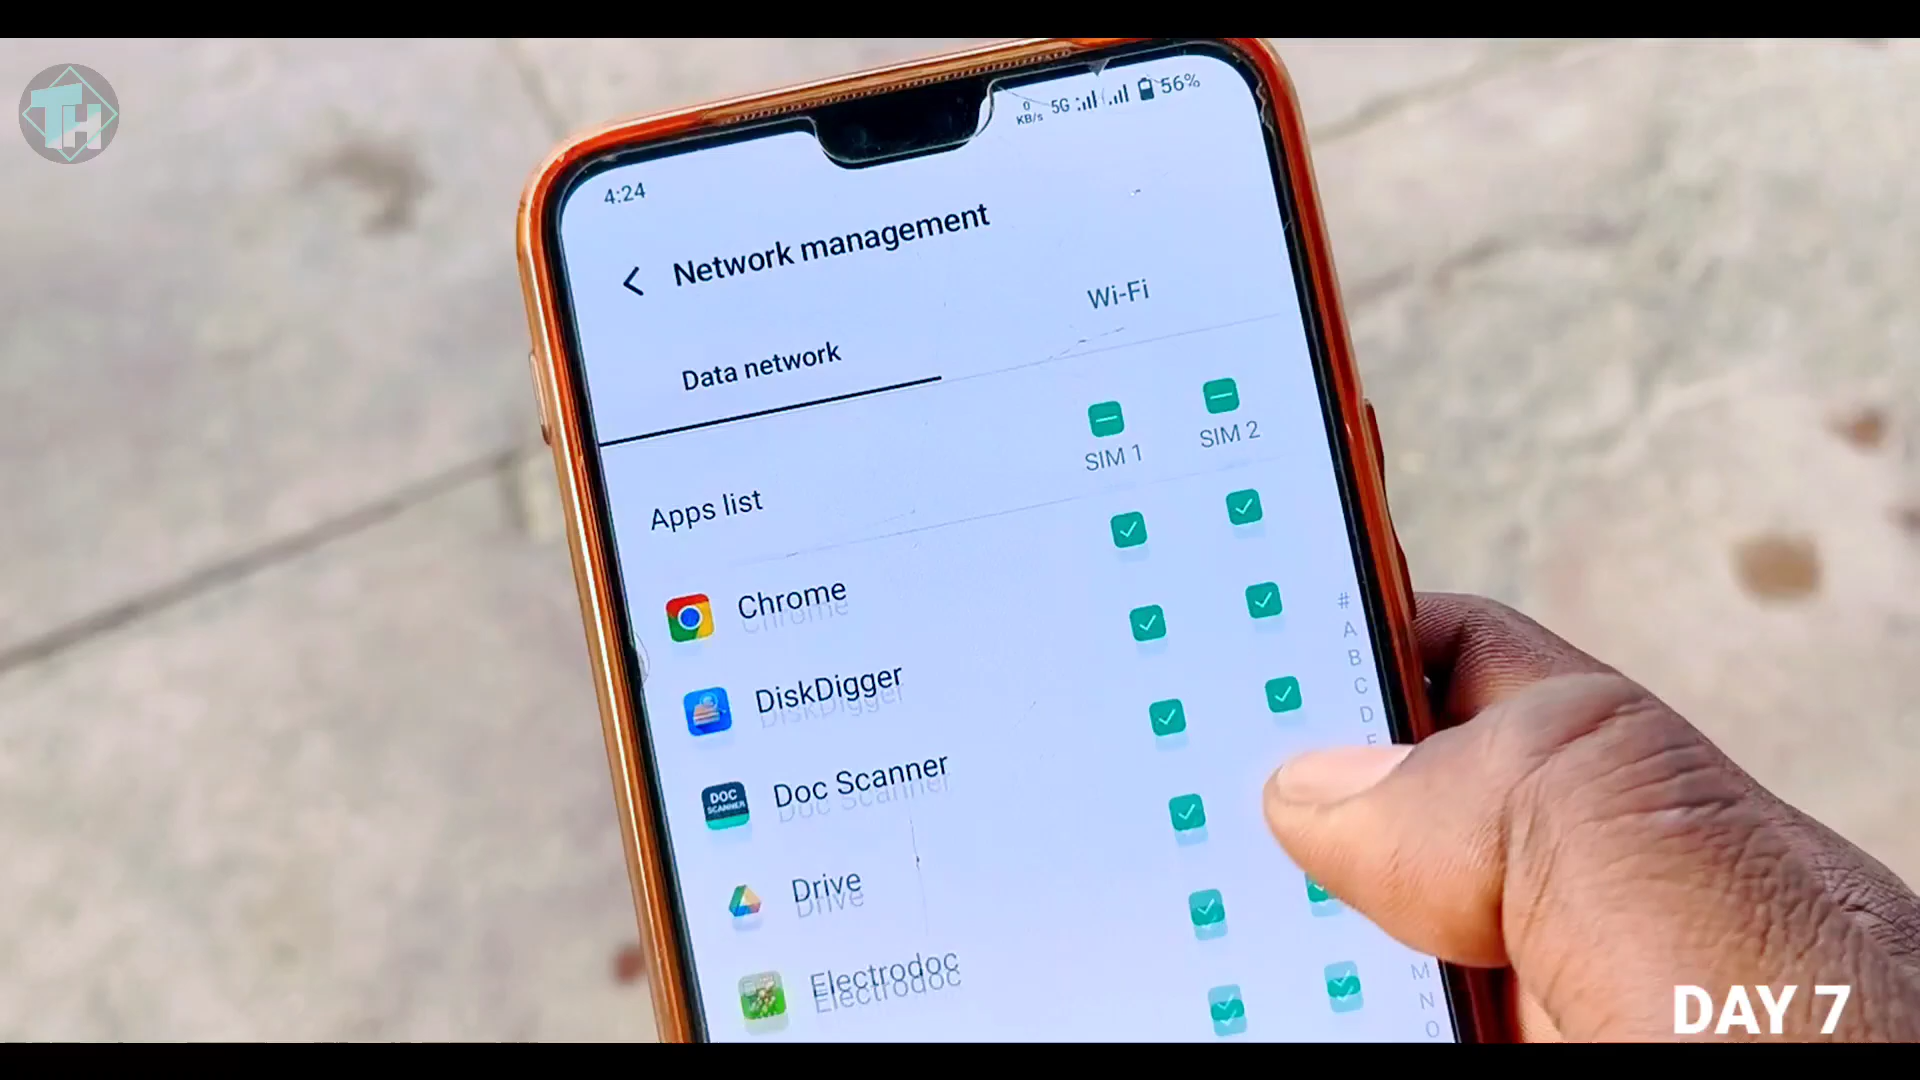 TH
0
KB/s
5G
56%
4:24
Network management
Data network
Wi-Fi
SIM 1
SIM 2
Apps list
Chrome
DiskDigger
DOC
SCANNER
Doc Scanner
Drive
Electrodoc
#
A
B
C
D
M
N
O
DAY 7